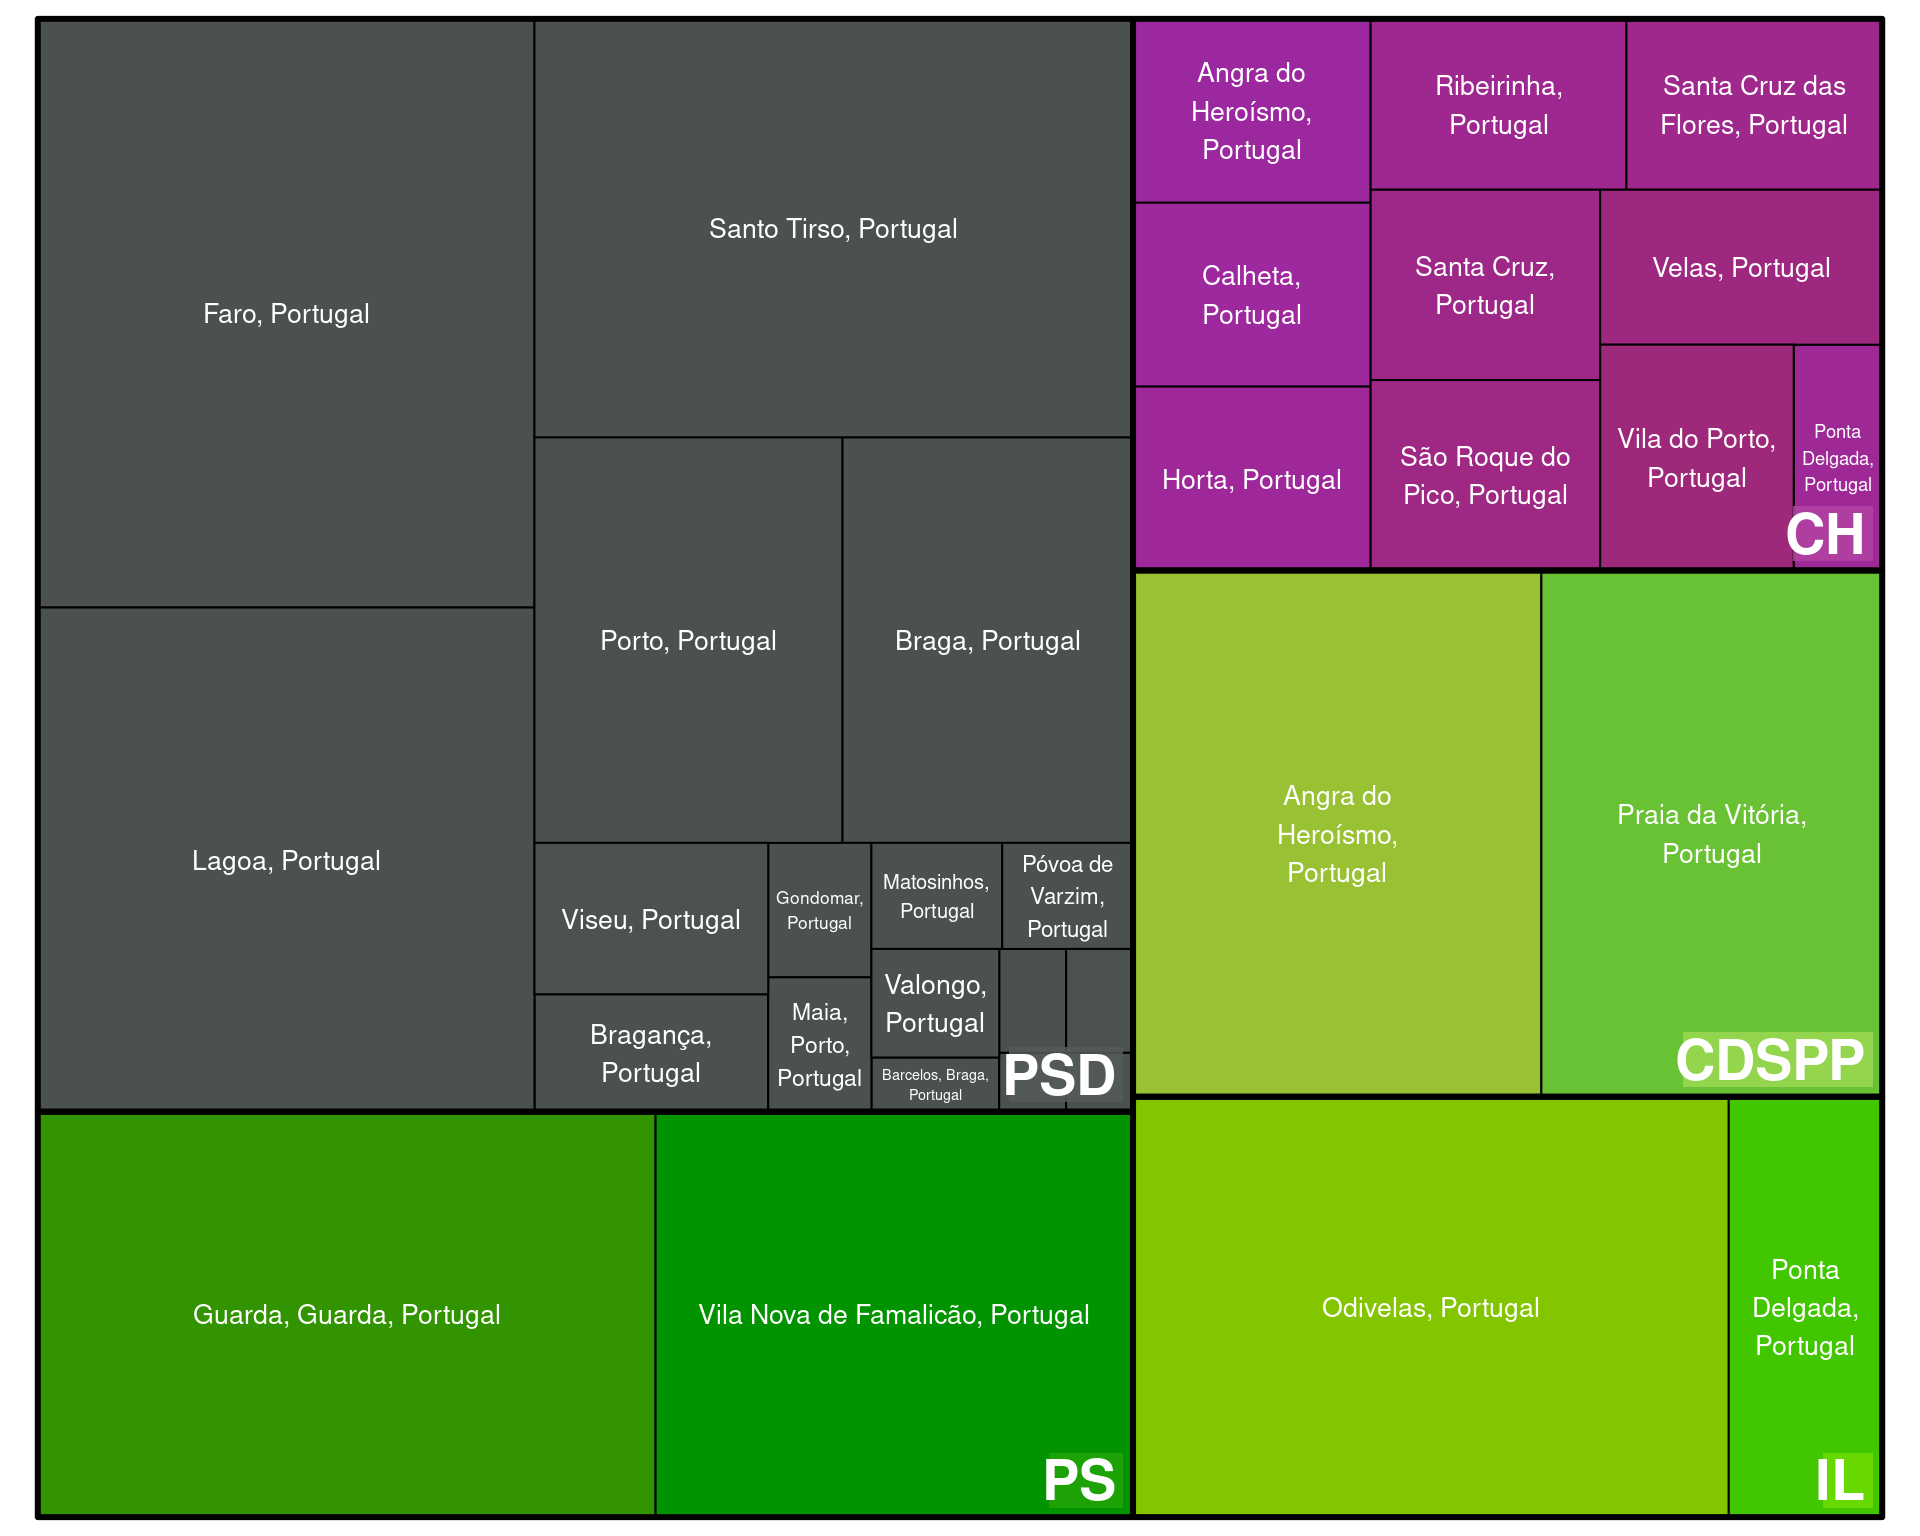 Faro, Portugal
Santo Tirso, Portugal
Lagoa, Portugal
Porto, Portugal
Braga, Portugal
Viseu, Portugal
Bragança,
Portugal
Gondomar,
Portugal
Maia,
Porto,
Portugal
Matosinhos,
Portugal
Póvoa de
Varzim,
Portugal
Valongo,
Portugal
Barcelos, Braga,
Portugal
PSD
Guarda, Guarda, Portugal
Vila Nova de Famalicão, Portugal
PS
Angra do
Heroísmo,
Portugal
Calheta,
Portugal
Horta, Portugal
Ribeirinha,
Portugal
Santa Cruz das
Flores, Portugal
Santa Cruz,
Portugal
São Roque do
Pico, Portugal
Velas, Portugal
Vila do Porto,
Portugal
Ponta
Delgada,
Portugal
CH
Angra do
Heroísmo,
Portugal
Praia da Vitória,
Portugal
CDSPP
Odivelas, Portugal
Ponta
Delgada,
Portugal
IL